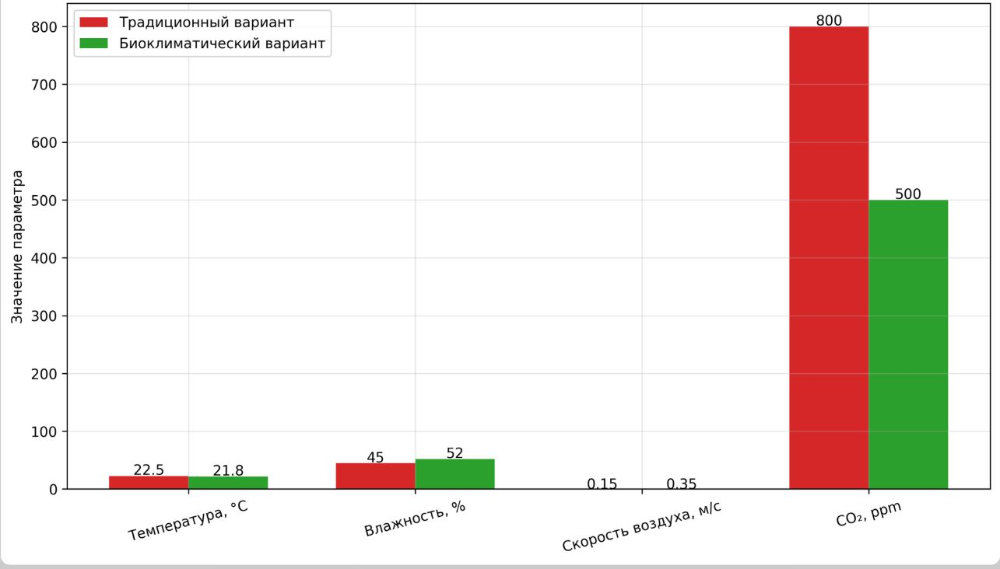 Традиционный вариант
Биоклиматический вариант
Значение параметра
800
700
600
500
400
300
200
100
0
22.5
21.8
45
52
0.15
0.35
800
500
Температура, °C
Влажность, %
Скорость воздуха, м/с
CO₂, ppm